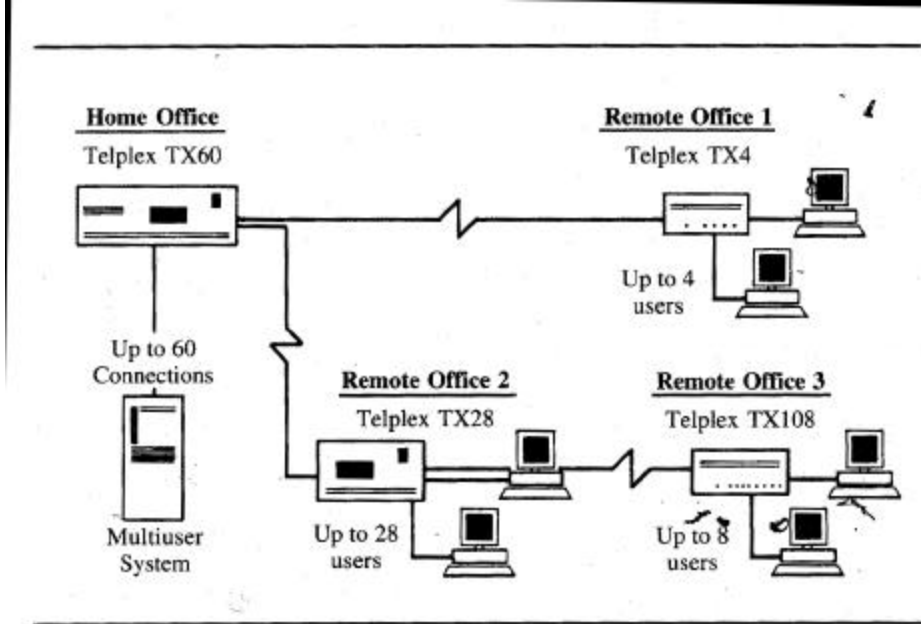 Home Office
Telplex TX60
Remote Office 1
Telplex TX4
Up to 4
users
Up to 60
Connections
Multiuser
System
Remote Office 2
Telplex TX28
Up to 28
users
Remote Office 3
Telplex TX108
Up to 8
users